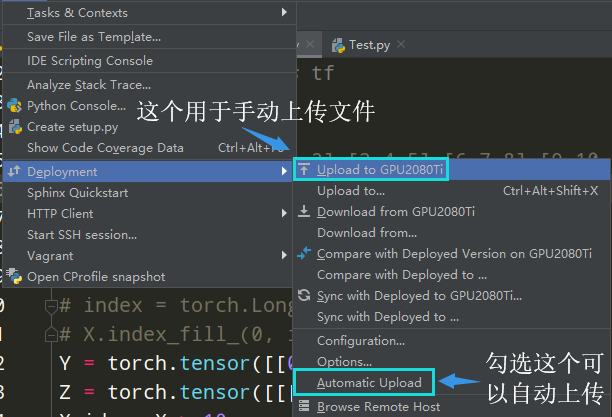 Tasks & Contexts
Save File as Template...
IDE Scripting Console
Test.py
Analyze Stack Trace...
tf
Python Console...
这个用于手动上传文件
Create setup.py
Show Code Coverage Data Ctrl+Alt+F6
Deployment
Upload to GPU2080Ti
Sphinx Quickstart
Upload to... Ctrl+Alt+Shift+X
HTTP Client
Download from GPU2080Ti
Start SSH session...
Download from...
Vagrant
Compare with Deployed Version on GPU2080Ti
Open CProfile snapshot
Compare with Deployed to ...
Sync with Deployed to GPU2080Ti...
# index = torch.Long
Sync with Deployed to ...
# X.index_fill_(0, i
Configuration...
Y = torch.tensor([[
Options...
勾选这个可
Z = torch.tensor([[
Automatic Upload
以自动上传
Browse Remote Host